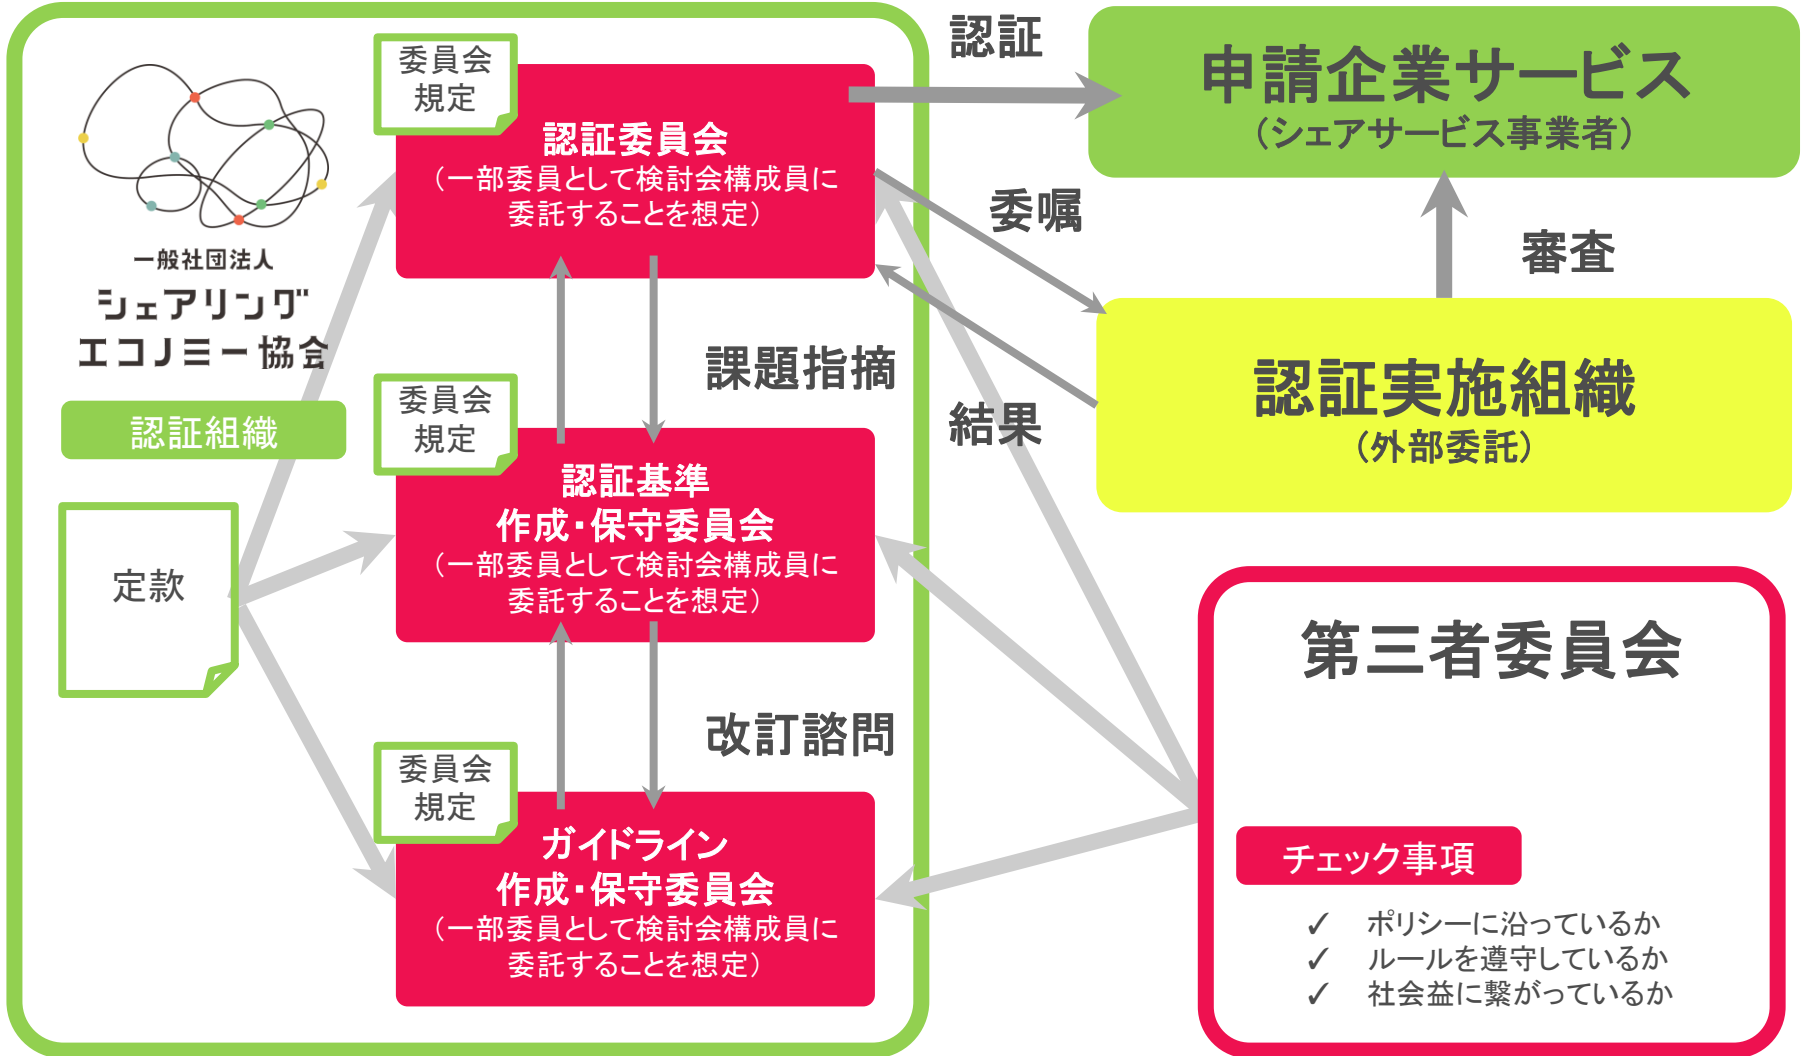 一般社団法人
シェアリング
エコノミー協会
認証組織
定款
委員会
規定
認証委員会
（一部委員として検討会構成員に
委託することを想定）
課題指摘
委員会
規定
認証基準
作成・保守委員会
（一部委員として検討会構成員に
委託することを想定）
改訂諮問
委員会
規定
ガイドライン
作成・保守委員会
（一部委員として検討会構成員に
委託することを想定）
認証
申請企業サービス
（シェアサービス事業者）
委嘱
審査
結果
認証実施組織
（外部委託）
第三者委員会
チェック事項
✓ ポリシーに沿っているか
✓ ルールを遵守しているか
✓ 社会益に繋がっているか